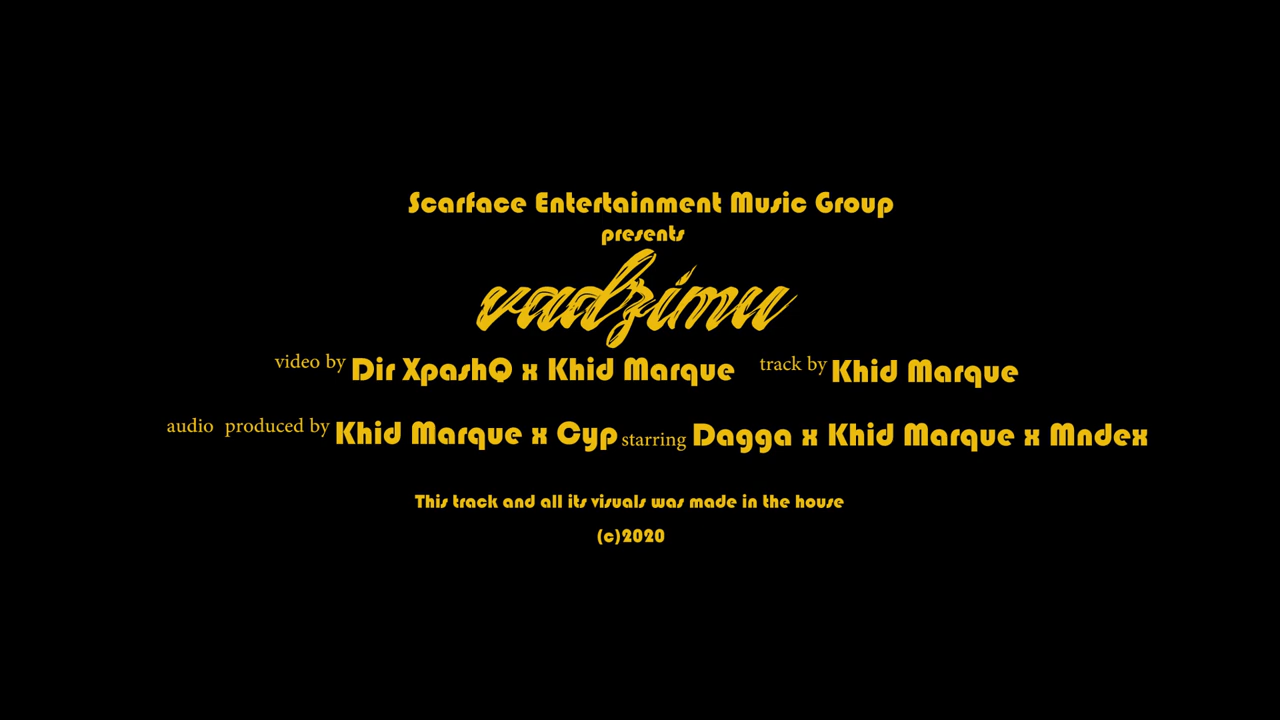 Scarface Entertainment Music Group
presents
vadzimu
video by Dir XpashQ x Khid Marque track by Khid Marque
audio produced by Khid Marque x Cyp starring Dagga x Khid Marque x Mndex
This track and all its visuals was made in the house
(c)2020